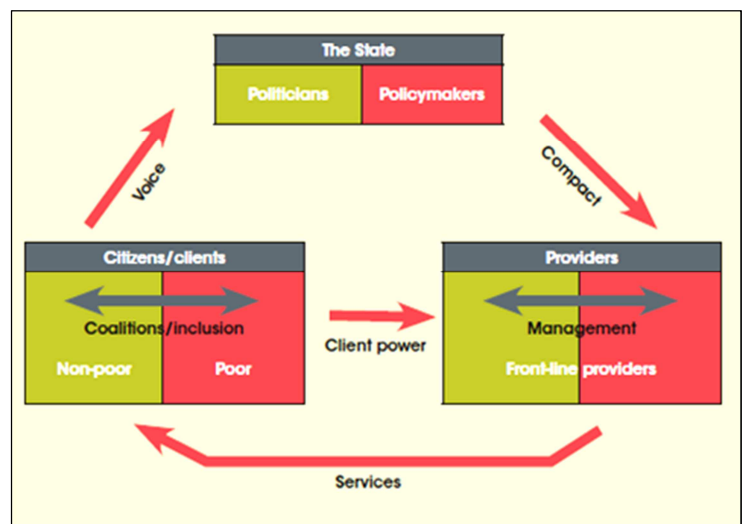 The State
Politicians
Policymakers
Voice
Compact
Citizens/clients
Coalitions/inclusion
Non-poor
Poor
Client power
Providers
Management
Front-line providers
Services